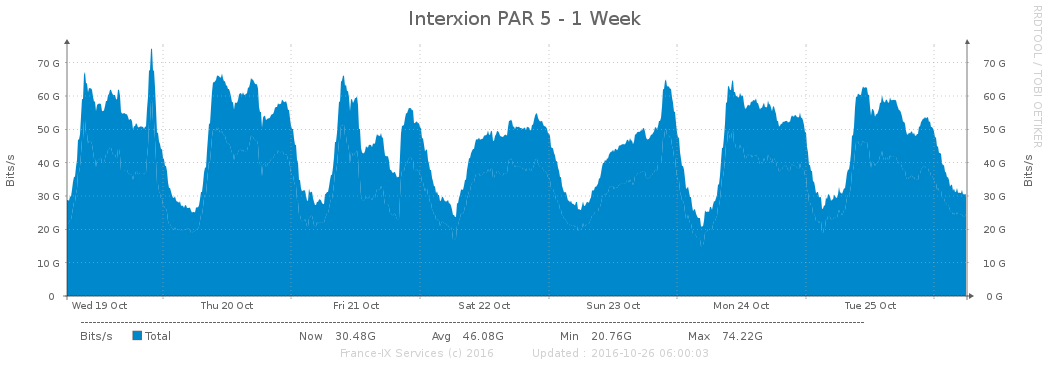 Interxion PAR 5 - 1 Week
RRDTOOL / TOBI OETIKER
Bits/s
70 G 70 G
60 G 60 G
50 G 50 G
40 G 40 G
30 G 30 G
20 G 20 G
10 G 10 G
0 0 G
Bits/s
Wed 19 Oct Thu 20 Oct Fri 21 Oct Sat 22 Oct Sun 23 Oct Mon 24 Oct Tue 25 Oct
Bits/s Total Now 30.48G Avg 46.08G Min 20.76G Max 74.22G
France-IX Services (c) 2016 Updated : 2016-10-26 06:00:03